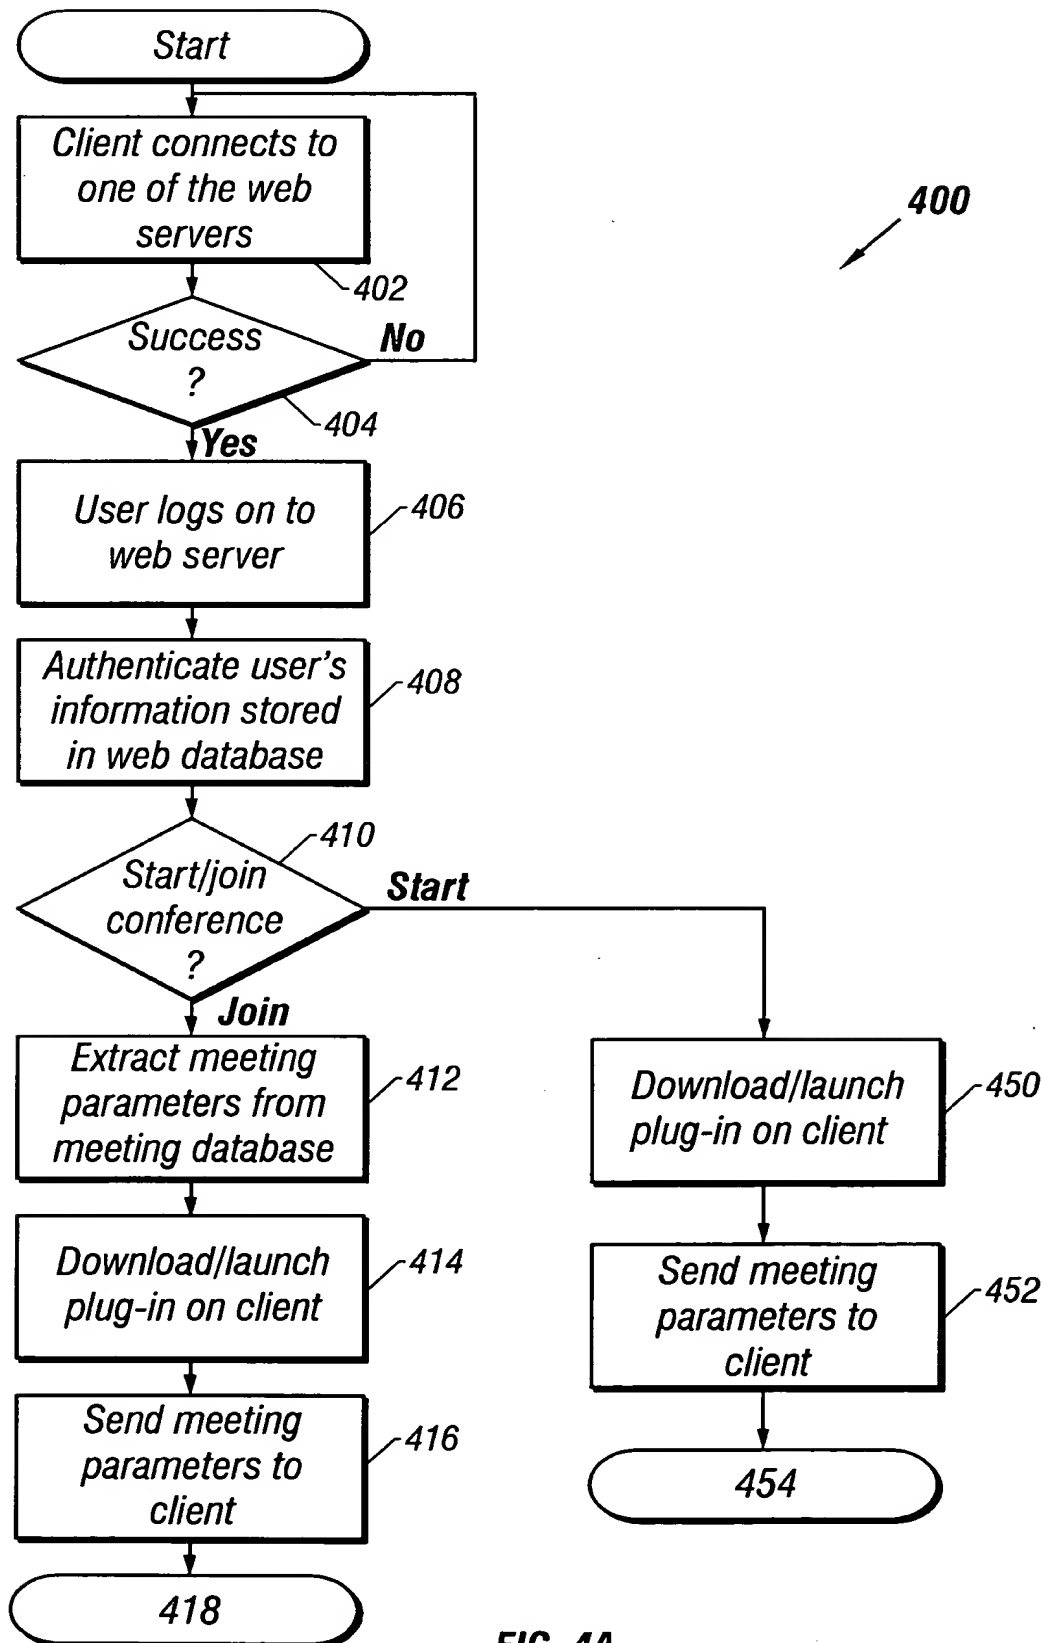 Start
Client connects to
one of the web
servers
400
402
Success
?
No
404
Yes
User logs on to
web server
406
Authenticate user's
information stored
in web database
408
410
Start/join
conference
?
Start
Join
Extract meeting
parameters from
meeting database
412
Download/launch
plug-in on client
450
Download/launch
plug-in on client
414
Send meeting
parameters to
client
452
Send meeting
parameters to
client
416
454
418
FIG. 4A